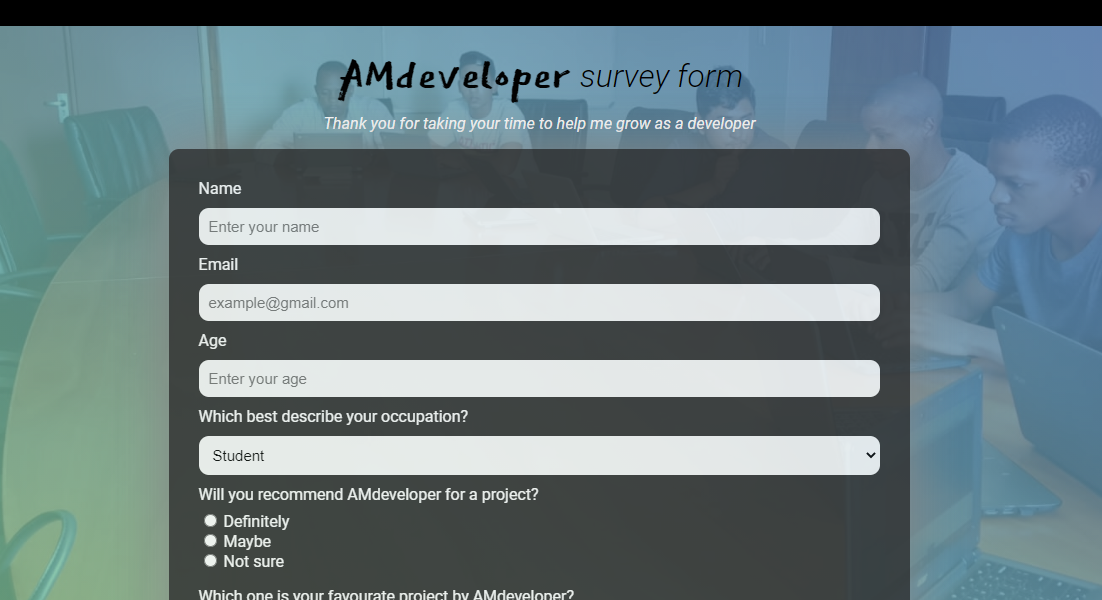 AMdeveloper survey form
Thank you for taking your time to help me grow as a developer
Name
Enter your name
Email
example@gmail.com
Age
Enter your age
Which best describe your occupation?
Student
Will you recommend AMdeveloper for a project?
Definitely
Maybe
Not sure
Which one is your favourate project by AMdeveloper?